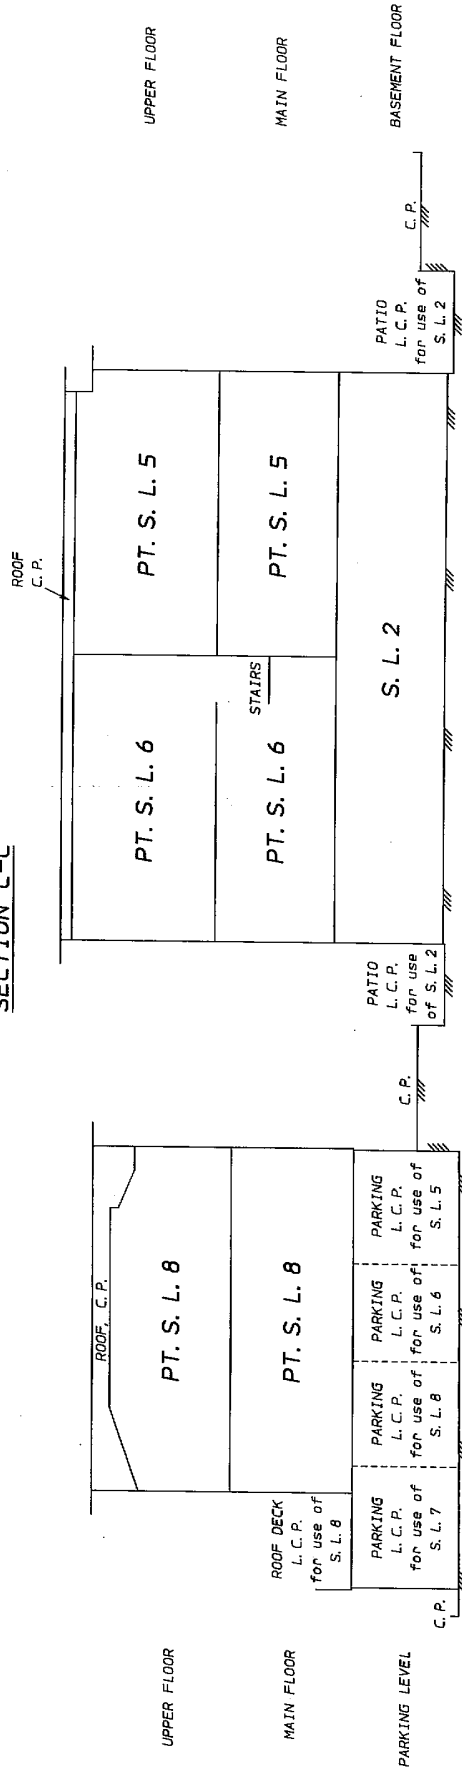 SECTION C-C
ROOF
C. P.
UPPER FLOOR
ROOF, C. P.
PT. S. L. 8
PT. S. L. 6
PT. S. L. 5
UPPER FLOOR
MAIN FLOOR
ROOF DECK
L. C. P.
for use of
S. L. 8
PT. S. L. 8
STAIRS
PT. S. L. 6
PT. S. L. 5
MAIN FLOOR
PARKING LEVEL
C. P.
PARKING
L. C. P.
for use of
S. L. 7
PARKING
L. C. P.
for use of
S. L. 8
PARKING
L. C. P.
for use of
S. L. 6
PARKING
L. C. P.
for use of
S. L. 5
C. P.
PATIO
L. C. P.
for use
of S. L. 2
S. L. 2
PATIO
L. C. P.
for use of
S. L. 2
C. P.
BASEMENT FLOOR